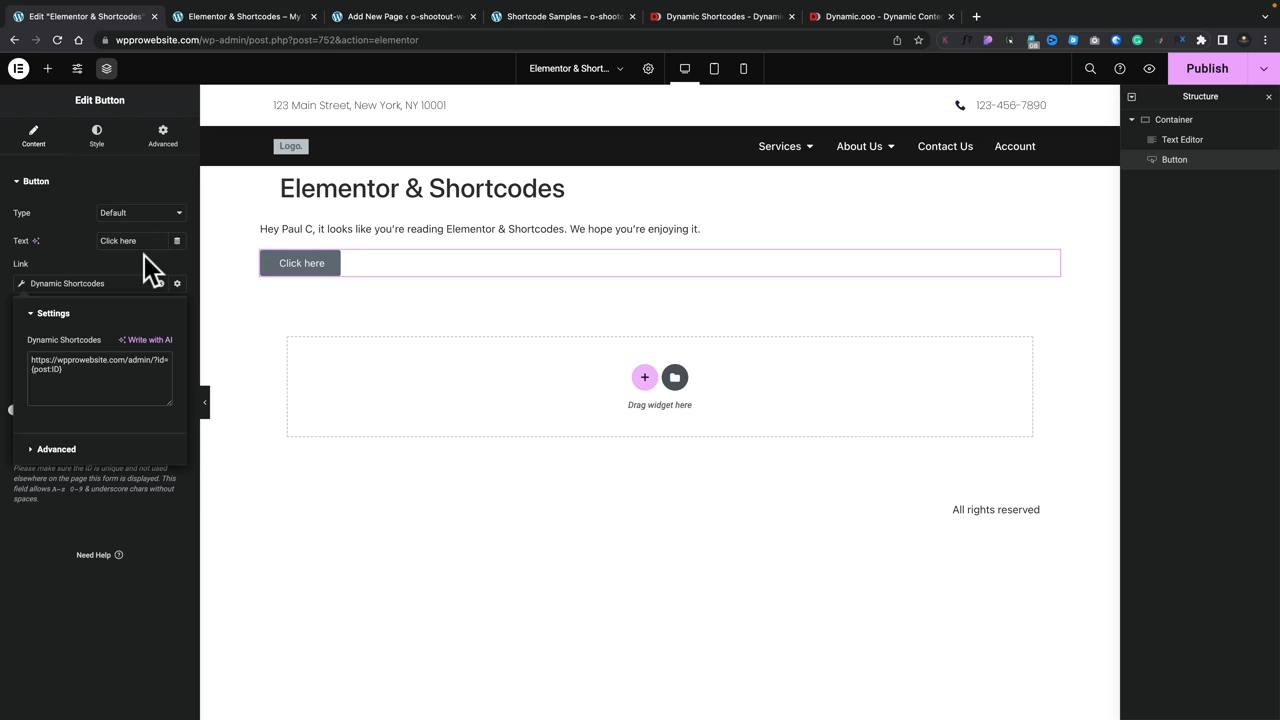 Edit "Elementor & Shortcodes"
Elementor & Shortcodes – My
Add New Page ‹ o-shootout-w
Shortcode Samples – o-shootc
Dynamic Shortcodes - Dynami
Dynamic.ooo - Dynamic Conte
wpprowebsite.com/wp-admin/post.php?post=752&action=elementor
Elementor & Short...
Publish
Edit Button
Content
Style
Advanced
Button
Type
Default
Text
Click here
Link
Dynamic Shortcodes
Settings
Dynamic Shortcodes
Write with AI
https://wpprowebsite.com/admin/?id=
{post:ID}
Advanced
Please make sure the ID is unique and not used
elsewhere on the page this form is displayed. This
field allows A-z 0-9 & underscore chars without
spaces.
Need Help
123 Main Street, New York, NY 10001
123-456-7890
Logo.
Services
About Us
Contact Us
Account
Elementor & Shortcodes
Hey Paul C, it looks like you're reading Elementor & Shortcodes. We hope you're enjoying it.
Click here
Drag widget here
All rights reserved
Structure
Container
Text Editor
Button